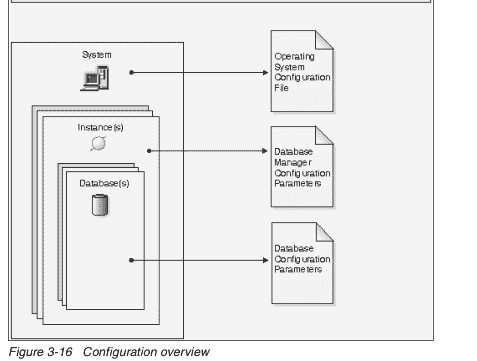 System
Operating
System
Configuration
File
Instance(s)
Database
Manager
Configuration
Parameters
Database(s)
Database
Configuration
Parameters
Figure 3-16 Configuration overview